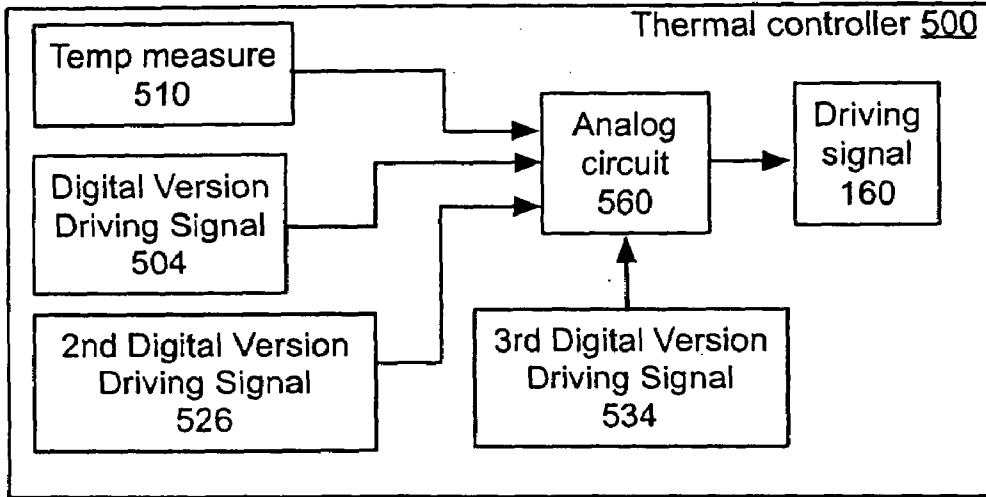 Thermal controller 500
Temp measure
510
Digital Version
Driving Signal
504
2nd Digital Version
Driving Signal
526
Analog
circuit
560
3rd Digital Version
Driving Signal
534
Driving
signal
160